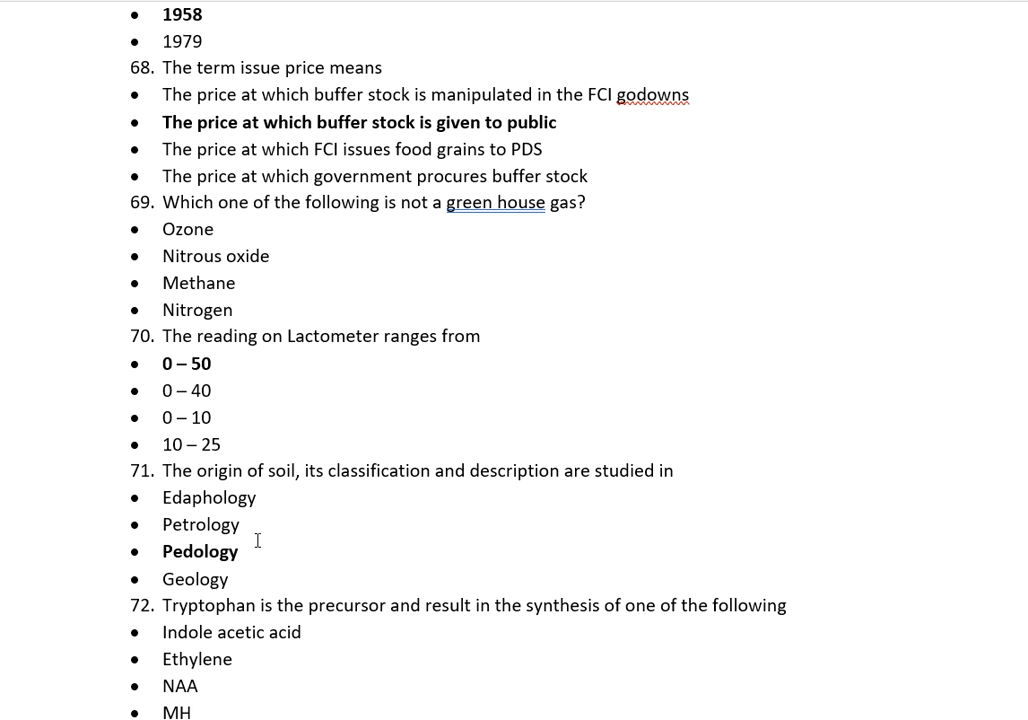 • 1958
• 1979
68. The term issue price means
• The price at which buffer stock is manipulated in the FCI godowns
• The price at which buffer stock is given to public
• The price at which FCI issues food grains to PDS
• The price at which government procures buffer stock
69. Which one of the following is not a green house gas?
• Ozone
• Nitrous oxide
• Methane
• Nitrogen
70. The reading on Lactometer ranges from
• 0 – 50
• 0 – 40
• 0 – 10
• 10 – 25
71. The origin of soil, its classification and description are studied in
• Edaphology
• Petrology
• Pedology
• Geology
72. Tryptophan is the precursor and result in the synthesis of one of the following
• Indole acetic acid
• Ethylene
• NAA
• MH